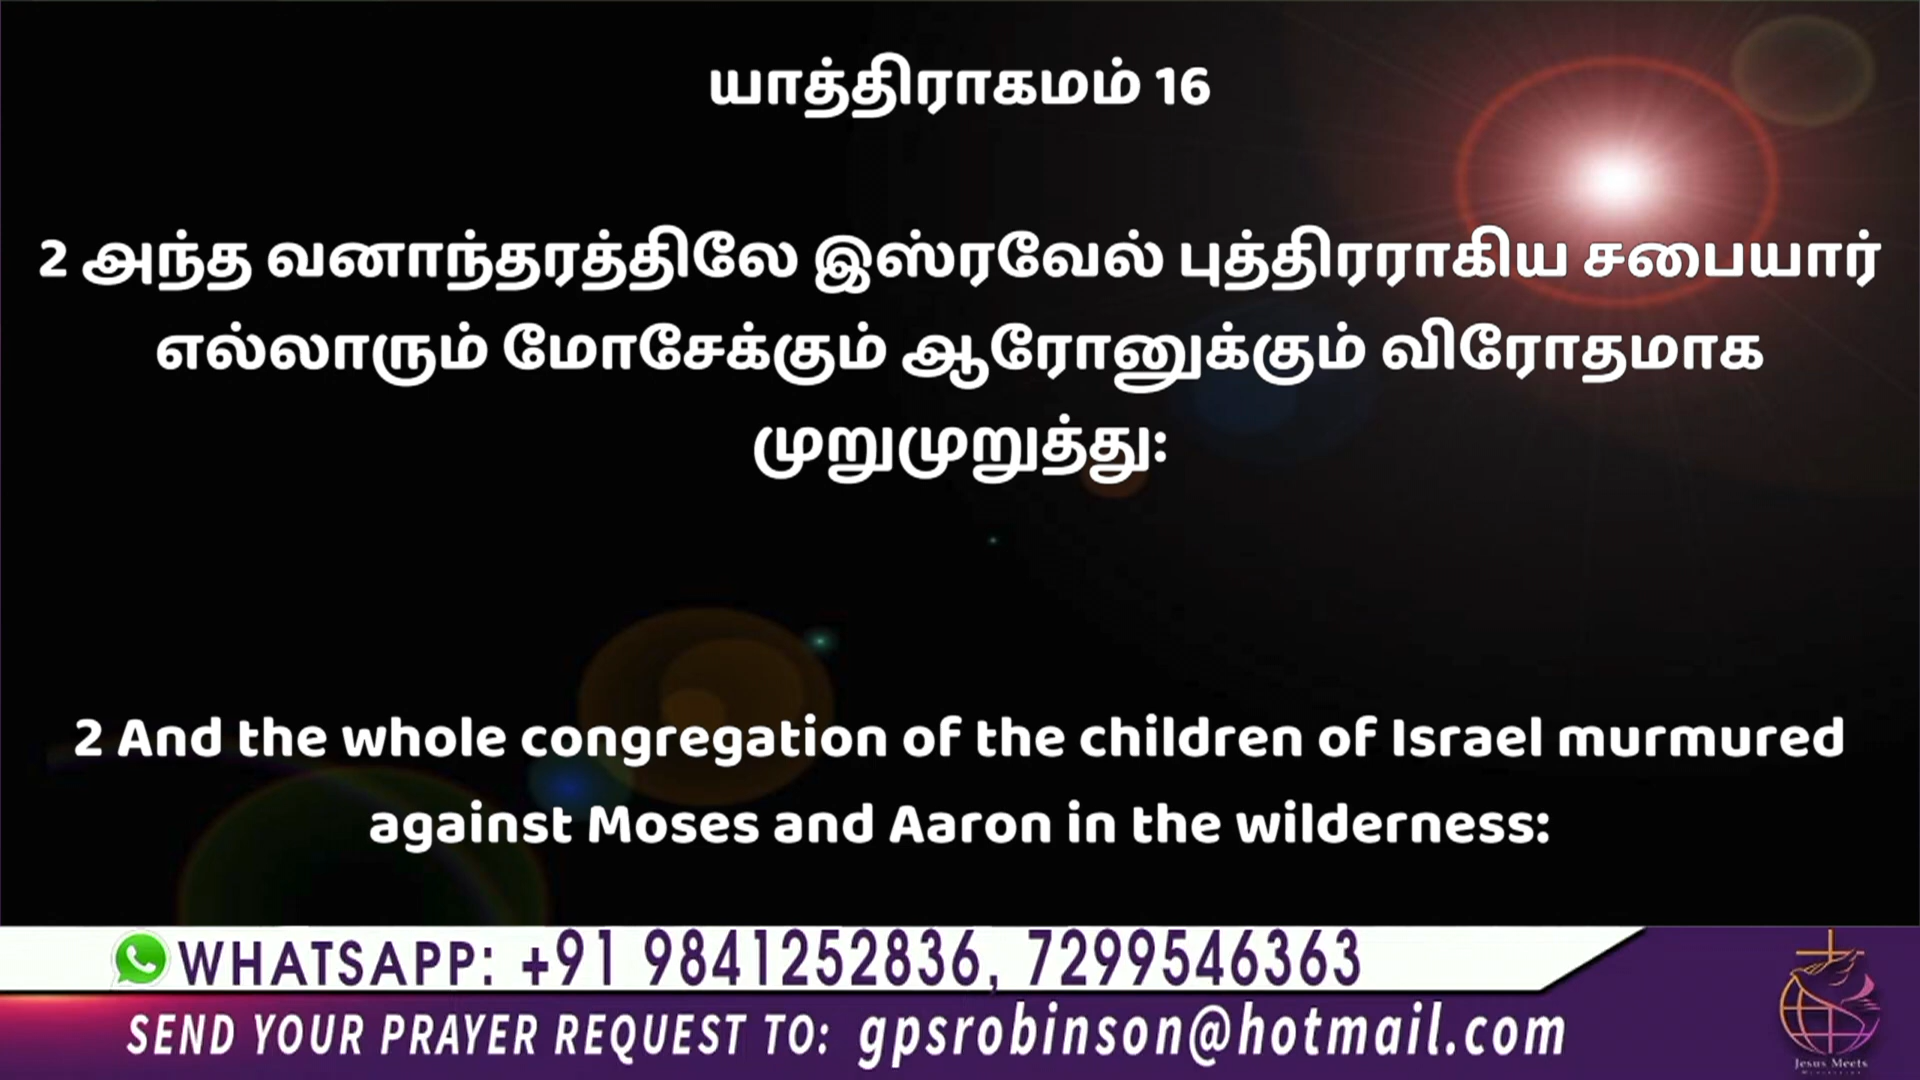 யாத்திராகமம் 16
2 அந்த வனாந்தரத்திலே இஸ்ரவேல் புத்திரராகிய சபையார்
எல்லாரும் மோசேக்கும் ஆரோனுக்கும் விரோதமாக
முறுமுறுத்து:
2 And the whole congregation of the children of Israel murmured
against Moses and Aaron in the wilderness:
WHATSAPP: +91 9841252836, 7299546363
SEND YOUR PRAYER REQUEST TO: gpsrobinson@hotmail.com
Jesus Meets